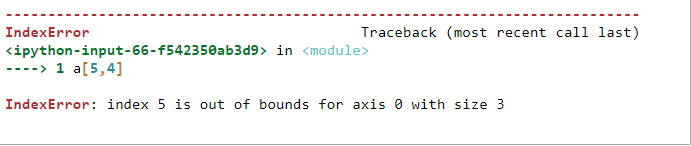 ---------------------------------------------------------------------------
IndexError                                Traceback (most recent call last)
<ipython-input-66-f542350ab3d9> in <module>
----> 1 a[5,4]
IndexError: index 5 is out of bounds for axis 0 with size 3